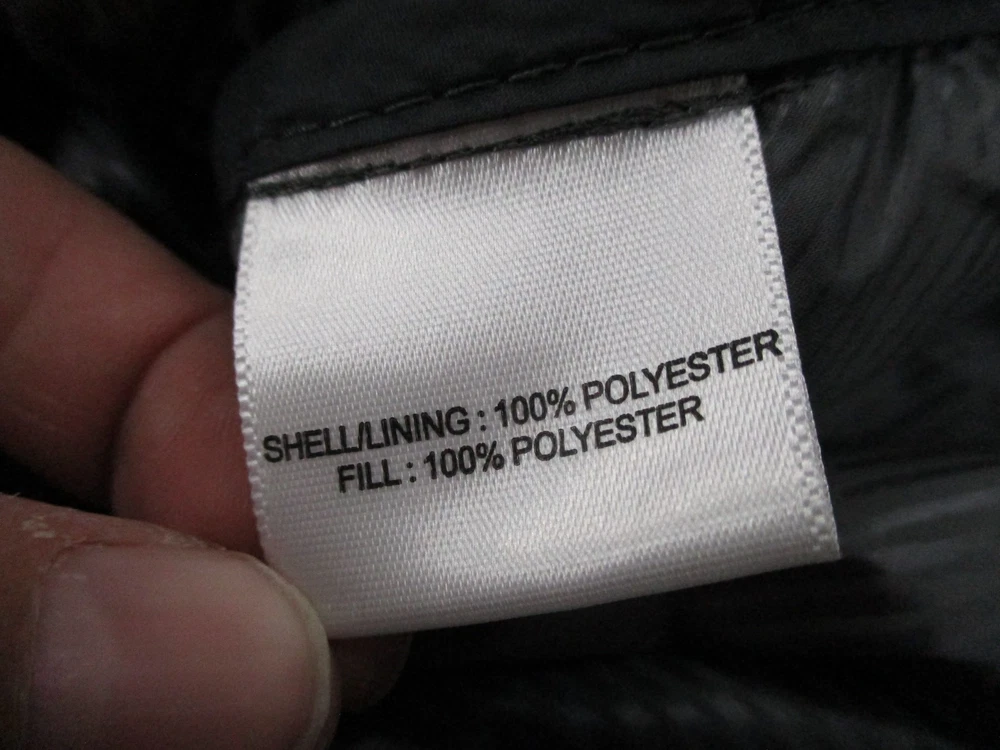 SHELL/LINING : 100% POLYESTER
FILL : 100% POLYESTER